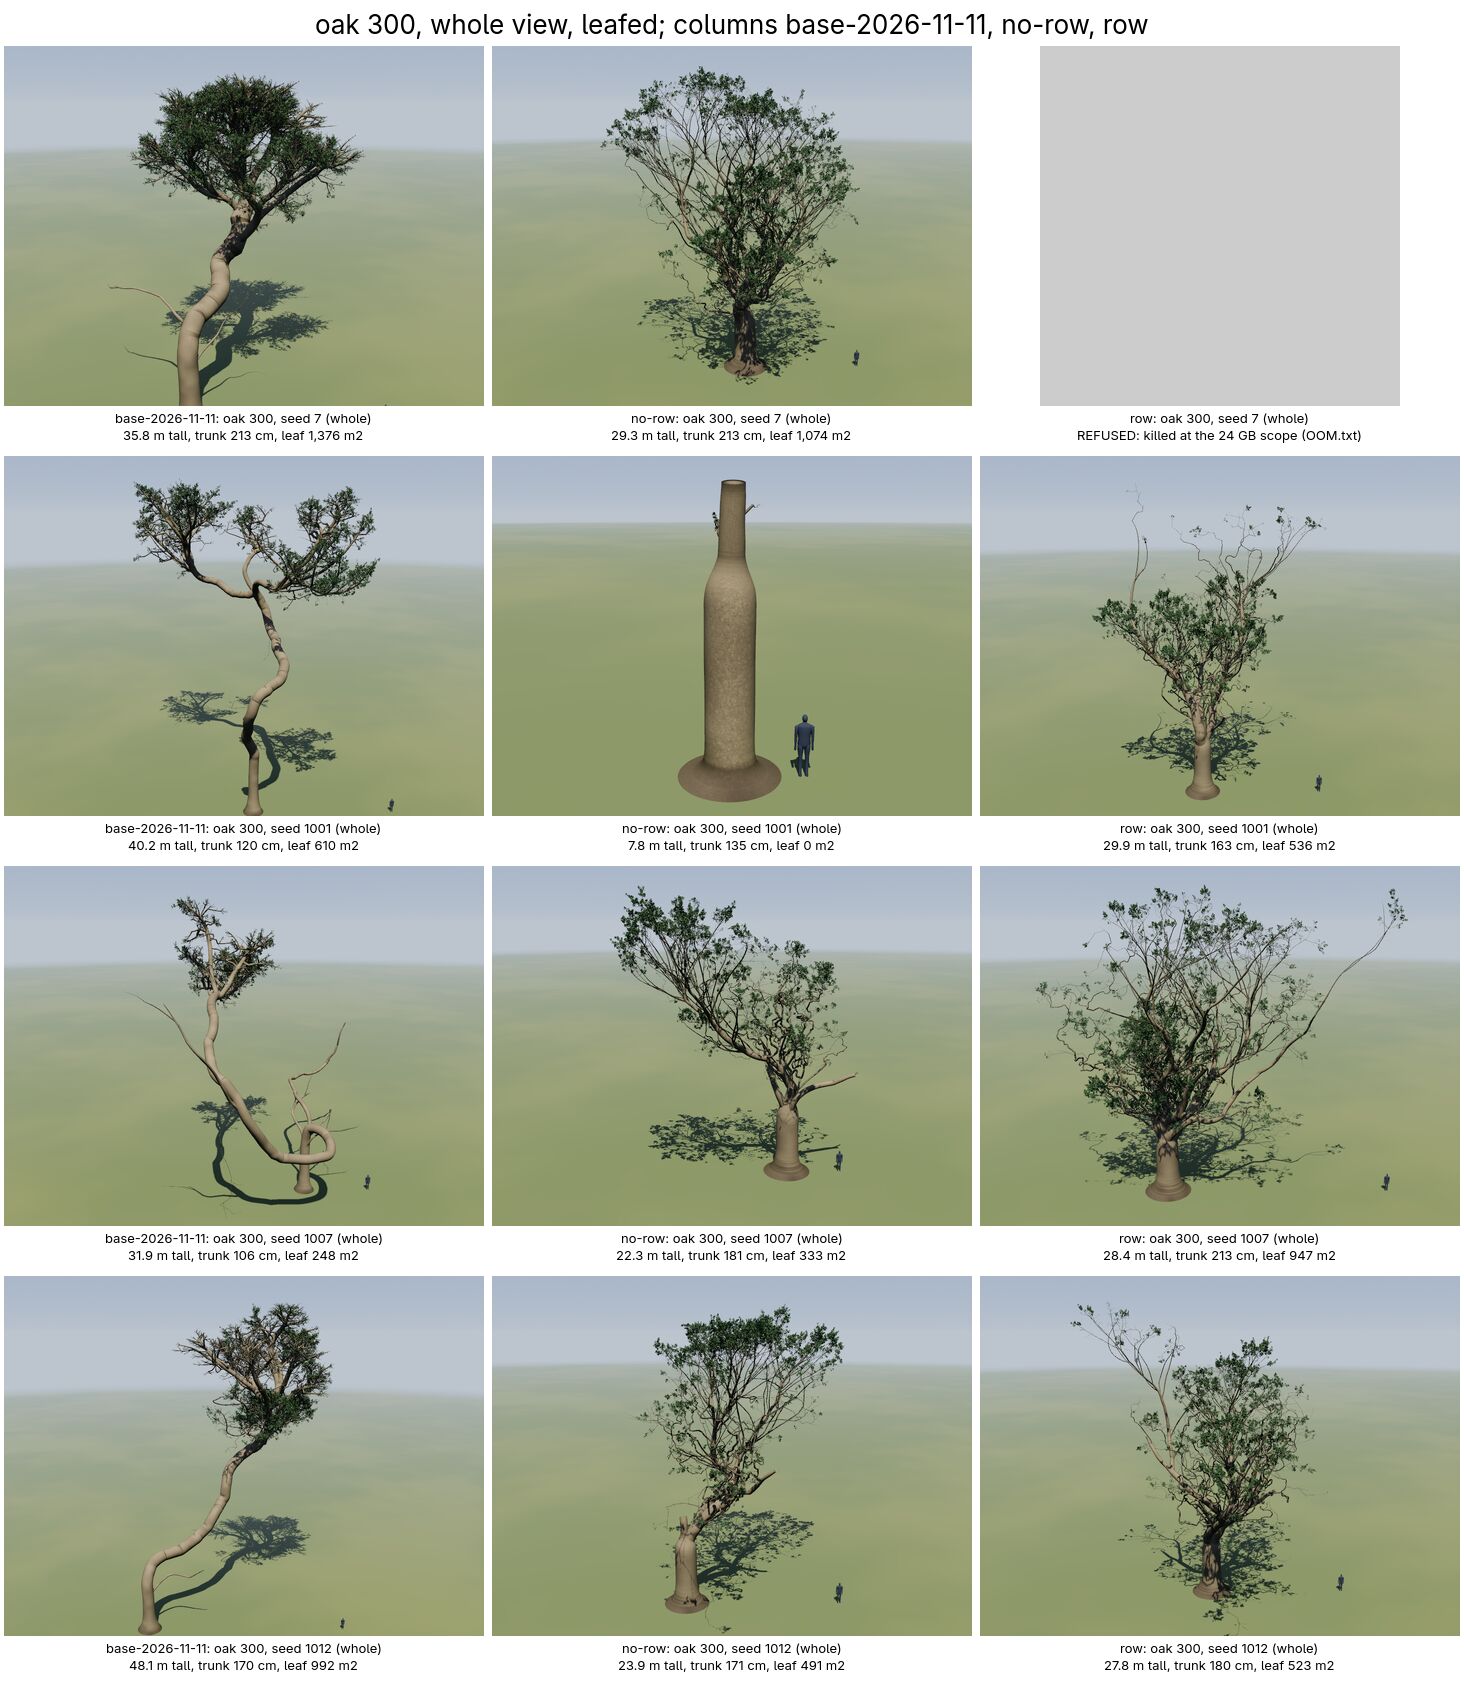 oak 300, whole view, leafed; columns base-2026-11-11, no-row, row
base-2026-11-11: oak 300, seed 7 (whole)
35.8 m tall, trunk 213 cm, leaf 1,376 m2
no-row: oak 300, seed 7 (whole)
29.3 m tall, trunk 213 cm, leaf 1,074 m2
row: oak 300, seed 7 (whole)
REFUSED: killed at the 24 GB scope (OOM.txt)
base-2026-11-11: oak 300, seed 1001 (whole)
40.2 m tall, trunk 120 cm, leaf 610 m2
no-row: oak 300, seed 1001 (whole)
7.8 m tall, trunk 135 cm, leaf 0 m2
row: oak 300, seed 1001 (whole)
29.9 m tall, trunk 163 cm, leaf 536 m2
base-2026-11-11: oak 300, seed 1007 (whole)
31.9 m tall, trunk 106 cm, leaf 248 m2
no-row: oak 300, seed 1007 (whole)
22.3 m tall, trunk 181 cm, leaf 333 m2
row: oak 300, seed 1007 (whole)
28.4 m tall, trunk 213 cm, leaf 947 m2
base-2026-11-11: oak 300, seed 1012 (whole)
48.1 m tall, trunk 170 cm, leaf 992 m2
no-row: oak 300, seed 1012 (whole)
23.9 m tall, trunk 171 cm, leaf 491 m2
row: oak 300, seed 1012 (whole)
27.8 m tall, trunk 180 cm, leaf 523 m2